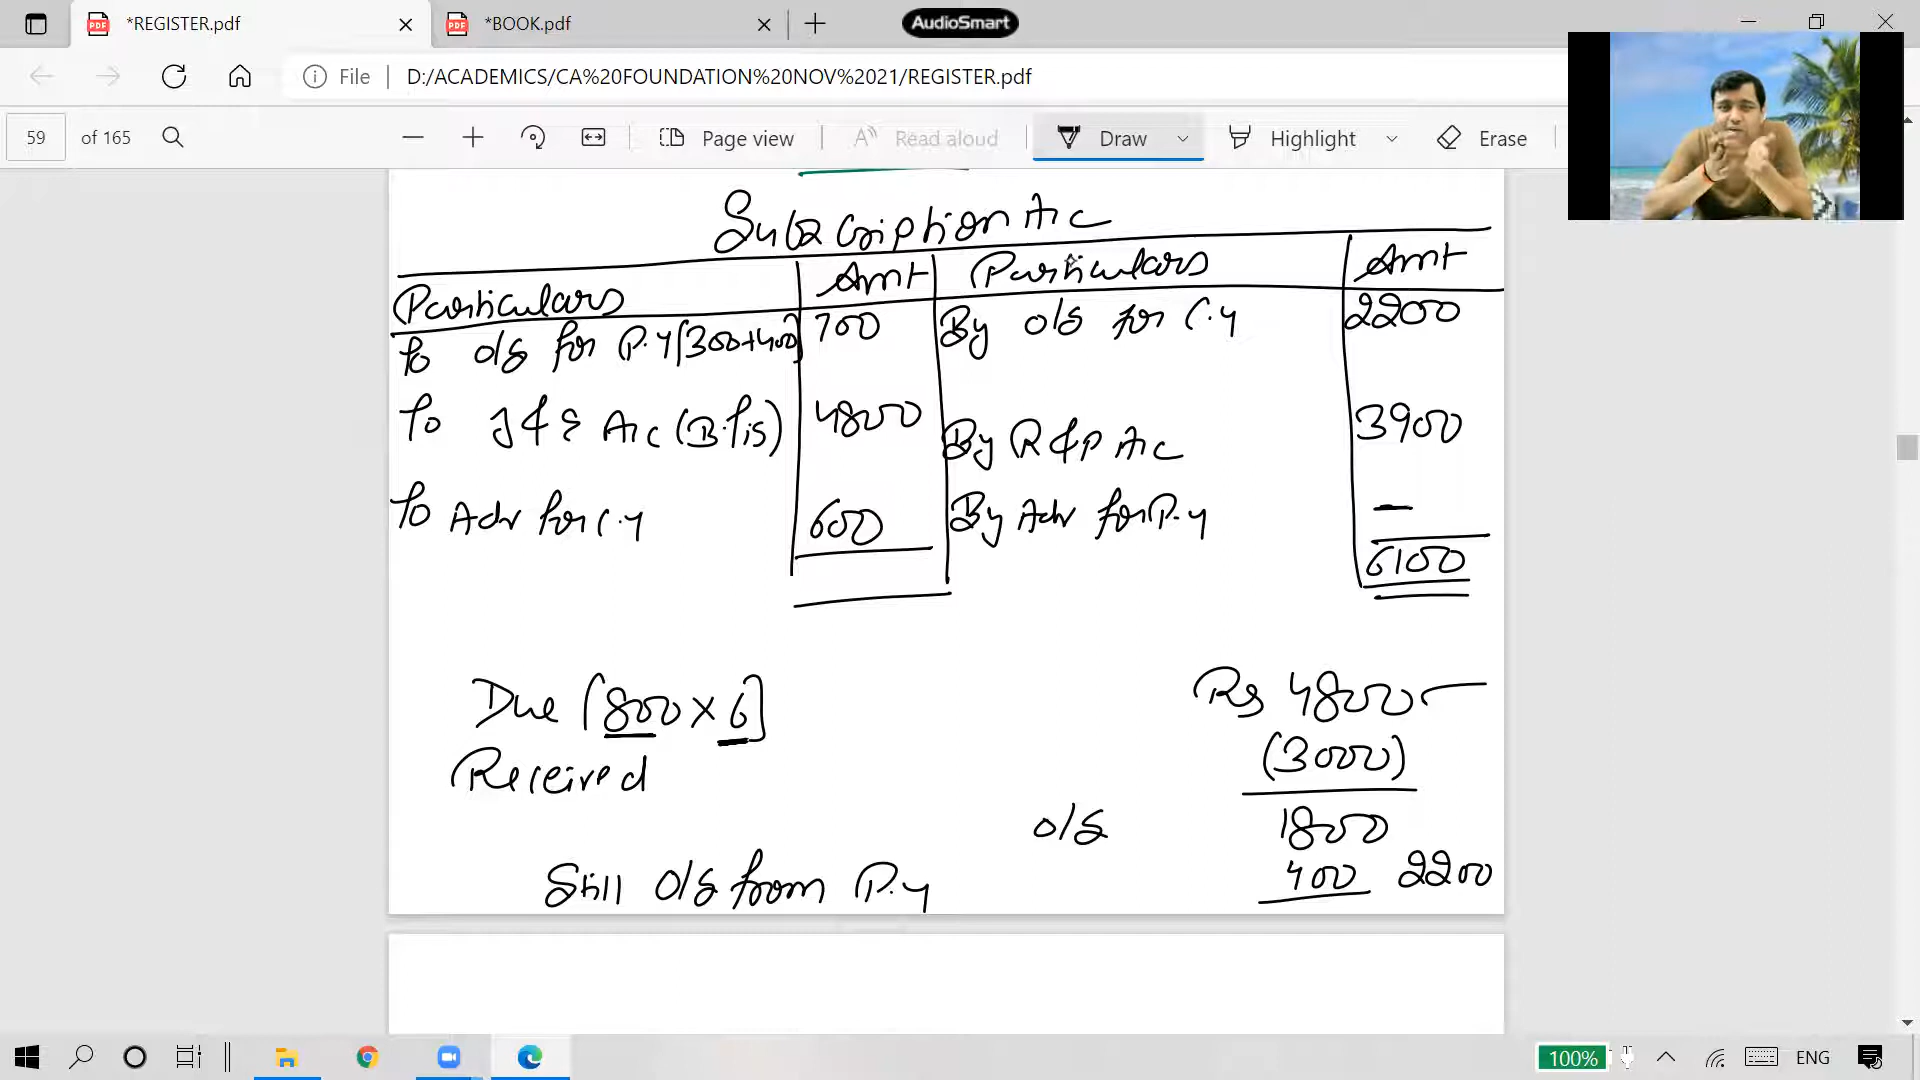 *REGISTER.pdf
*BOOK.pdf
AudioSmart
File D:/ACADEMICS/CA%20FOUNDATION%20NOV%2021/REGISTER.pdf
59 of 165
Page view
Read aloud
Draw
Highlight
Erase
Subscription A/c
Particulars Amt Particulars Amt
To o/s for P.Y (300+400) 700 By o/s for C.Y 2200
To I & E A/c (B.fis) 4800 By R & P A/c 3900
To Adv for C.Y 600 By Adv for P.Y —
6100
Due (800 × 6) Rs 4800
Received (3000)
o/s 1800
Still o/s from P.Y 400 2200
100%
ENG